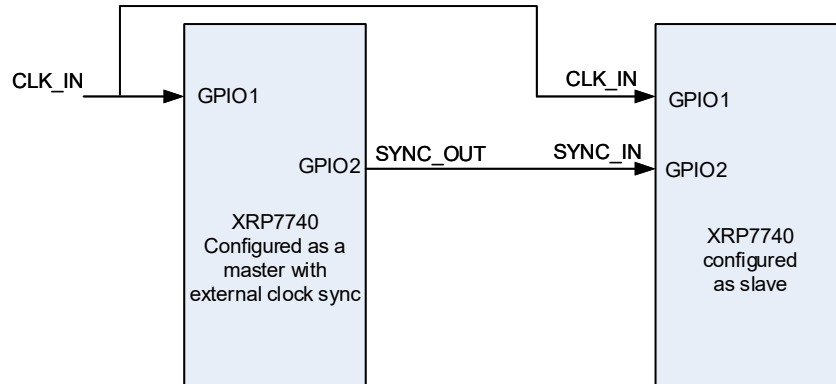 CLK_IN
GPIO1
GPIO2
SYNC_OUT
XRP7740
Configured as a
master with
external clock sync
CLK_IN
SYNC_IN
GPIO1
GPIO2
XRP7740
configured
as slave